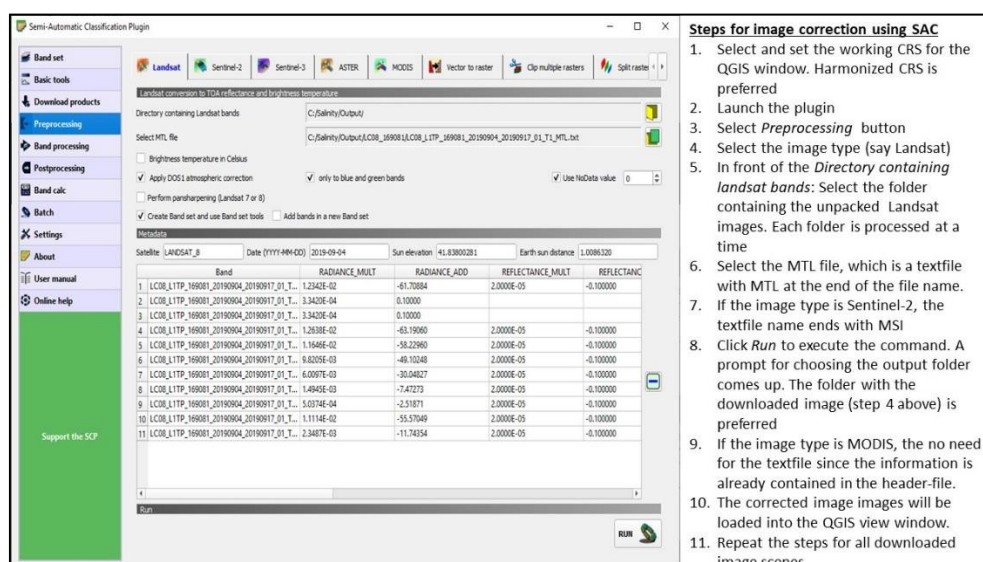 Semi-Automatic Classification Plugin
Band set
Basic tools
Download products
Preprocessing
Band processing
Postprocessing
Band calc
Batch
Settings
About
User manual
Online help
Support the SCP
Landsat Sentinel-2 Sentinel-3 ASTER MODIS Vector to raster Clip multiple rasters Split raster
Landsat conversion to TOA reflectance and brightness temperature
Directory containing Landsat bands C:/Salinity/Output/
Select MTL file C:/Salinity/Output/LC08_169081/LC08_L1TP_169081_20190904_20190917_01_T1_MTL.txt
Brightness temperature in Celsius
Apply DOS1 atmospheric correction only to blue and green bands Use NoData value 0
Perform pansharpening (Landsat 7 or 8)
Create Band set and use Band set tools Add bands in a new Band set
Metadata
Satellite LANDSAT_8 Date (YYYY-MM-DD) 2019-09-04 Sun elevation 41.83800281 Earth sun distance 1.0086320
Band RADIANCE_MULT RADIANCE_ADD REFLECTANCE_MULT REFLECTANC
1 LC08_L1TP_169081_20190904_20190917_01_T... 1.2342E-02 -61.70884 2.0000E-05 -0.100000
2 LC08_L1TP_169081_20190904_20190917_01_T... 3.3420E-04 0.10000
3 LC08_L1TP_169081_20190904_20190917_01_T... 3.3420E-04 0.10000
4 LC08_L1TP_169081_20190904_20190917_01_T... 1.2638E-02 -63.19060 2.0000E-05 -0.100000
5 LC08_L1TP_169081_20190904_20190917_01_T... 1.1646E-02 -58.22960 2.0000E-05 -0.100000
6 LC08_L1TP_169081_20190904_20190917_01_T... 9.8205E-03 -49.10248 2.0000E-05 -0.100000
7 LC08_L1TP_169081_20190904_20190917_01_T... 6.0097E-03 -30.04827 2.0000E-05 -0.100000
8 LC08_L1TP_169081_20190904_20190917_01_T... 1.4945E-03 -7.47273 2.0000E-05 -0.100000
9 LC08_L1TP_169081_20190904_20190917_01_T... 5.0374E-04 -2.51871 2.0000E-05 -0.100000
10 LC08_L1TP_169081_20190904_20190917_01_T... 1.1114E-02 -55.57049 2.0000E-05 -0.100000
11 LC08_L1TP_169081_20190904_20190917_01_T... 2.3487E-03 -11.74354 2.0000E-05 -0.100000
Run
RUN
Steps for image correction using SAC
1. Select and set the working CRS for the
QGIS window. Harmonized CRS is
preferred
2. Launch the plugin
3. Select Preprocessing button
4. Select the image type (say Landsat)
5. In front of the Directory containing
landsat bands: Select the folder
containing the unpacked Landsat
images. Each folder is processed at a
time
6. Select the MTL file, which is a textfile
with MTL at the end of the file name.
7. If the image type is Sentinel-2, the
textfile name ends with MSI
8. Click Run to execute the command. A
prompt for choosing the output folder
comes up. The folder with the
downloaded image (step 4 above) is
preferred
9. If the image type is MODIS, the no need
for the textfile since the information is
already contained in the header-file.
10. The corrected image images will be
loaded into the QGIS view window.
11. Repeat the steps for all downloaded
image scenes